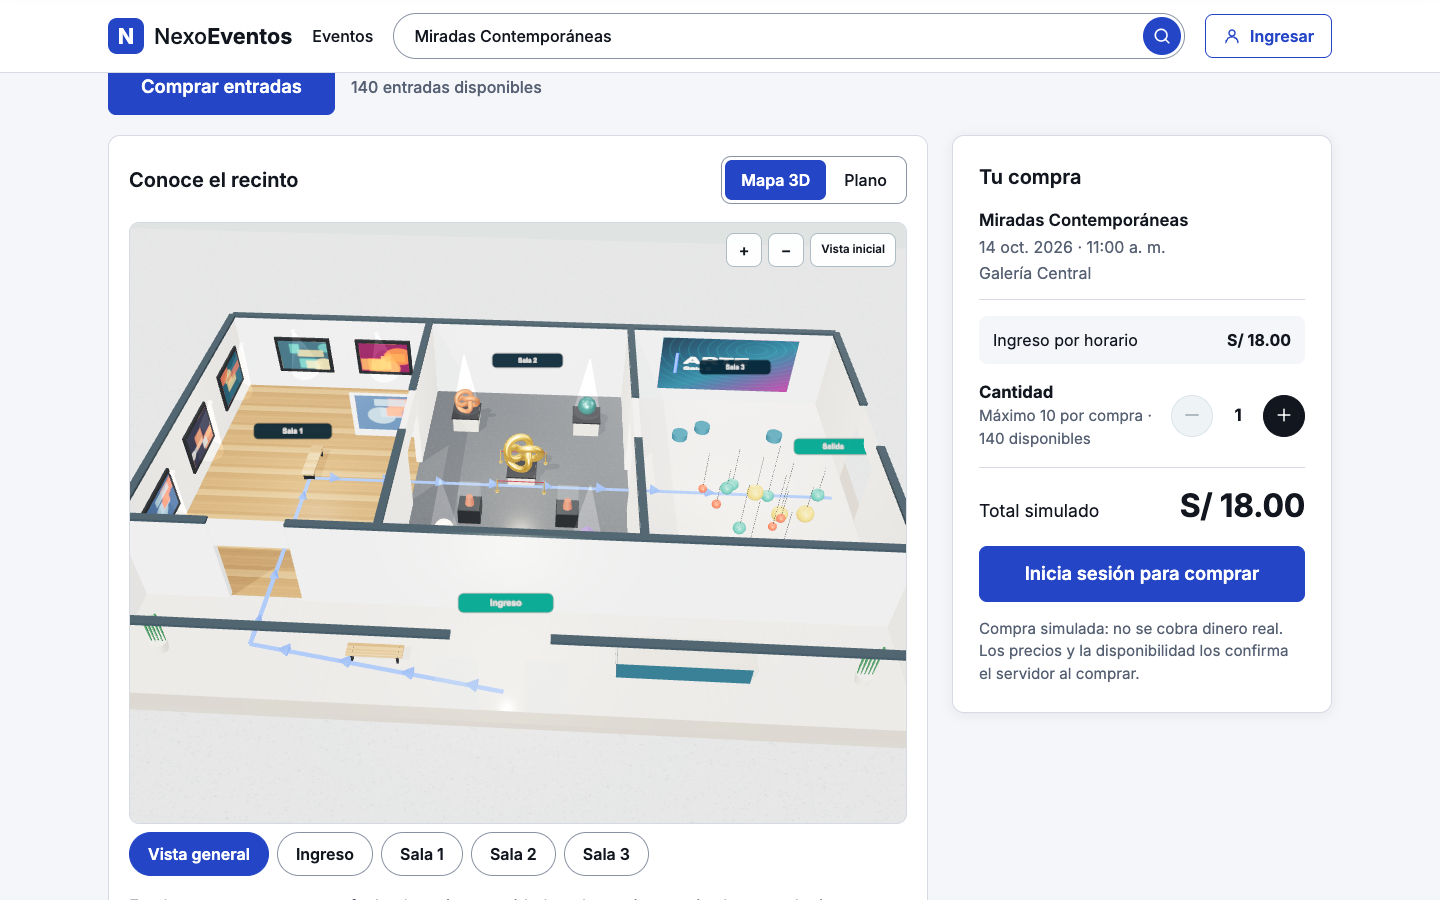 N NexoEventos
Eventos
Miradas Contemporáneas
Ingresar
Comprar entradas
140 entradas disponibles
Conoce el recinto
Mapa 3D
Plano
+
−
Vista inicial
Sala 2
ARTE
Sala 3
Sala 1
Salida
Ingreso
Vista general
Ingreso
Sala 1
Sala 2
Sala 3
Tu compra
Miradas Contemporáneas
14 oct. 2026 · 11:00 a. m.
Galería Central
Ingreso por horario S/ 18.00
Cantidad
Máximo 10 por compra ·
140 disponibles
− 1 +
Total simulado S/ 18.00
Inicia sesión para comprar
Compra simulada: no se cobra dinero real.
Los precios y la disponibilidad los confirma
el servidor al comprar.